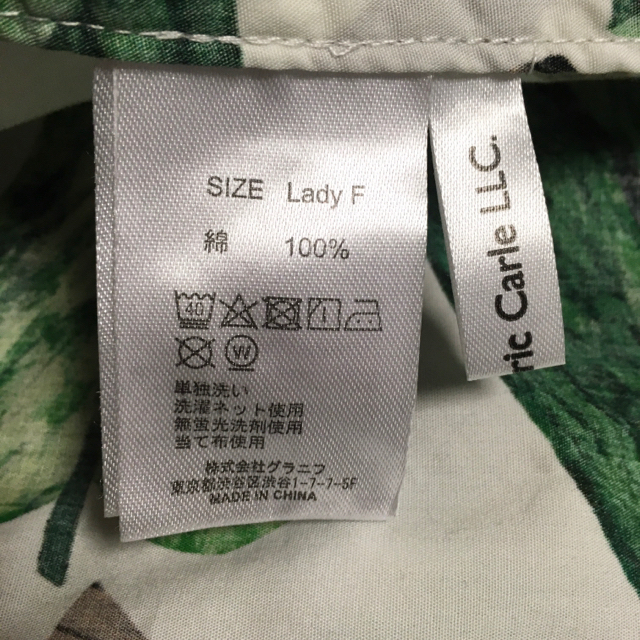 SIZE Lady F
綿 100%
40
W
単独洗い
洗濯ネット使用
無蛍光洗剤使用
当て布使用
株式会社グラニフ
東京都渋谷区渋谷1-7-7-5F
MADE IN CHINA
ric Carle LLC.